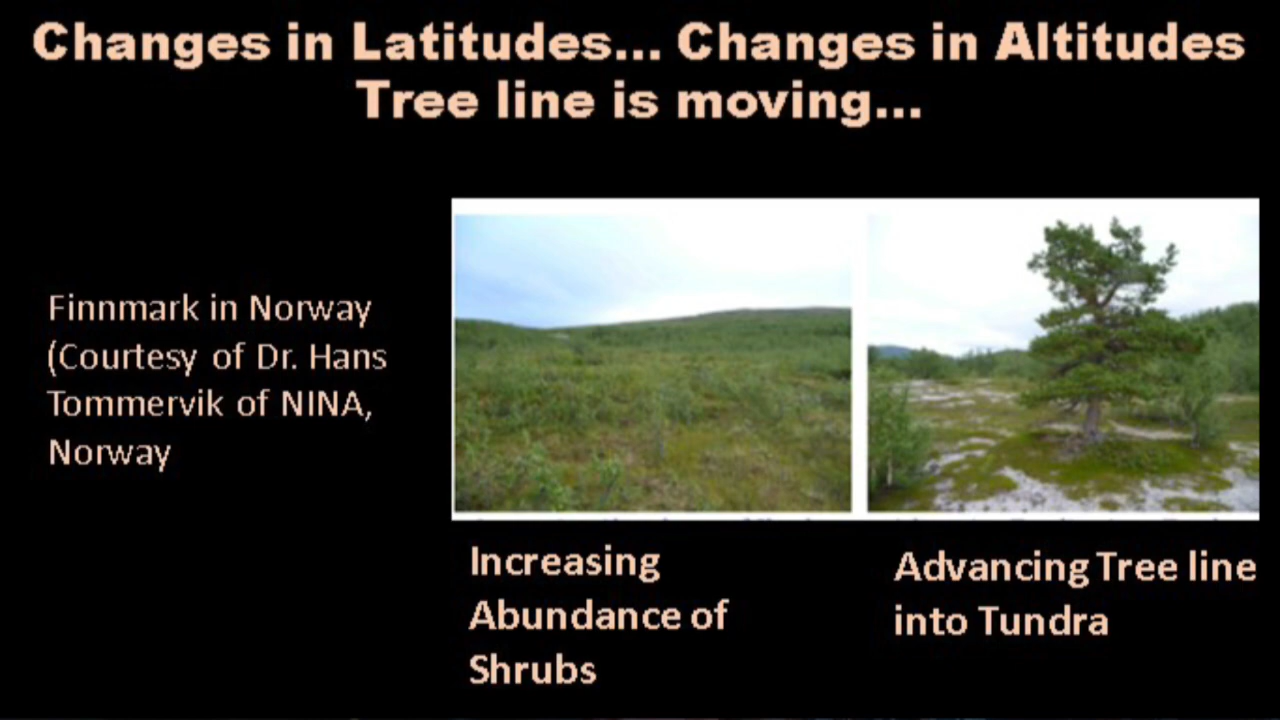 Changes in Latitudes... Changes in Altitudes
Tree line is moving...
Finnmark in Norway
(Courtesy of Dr. Hans
Tommervik of NINA,
Norway
Increasing
Abundance of
Shrubs
Advancing Tree line
into Tundra